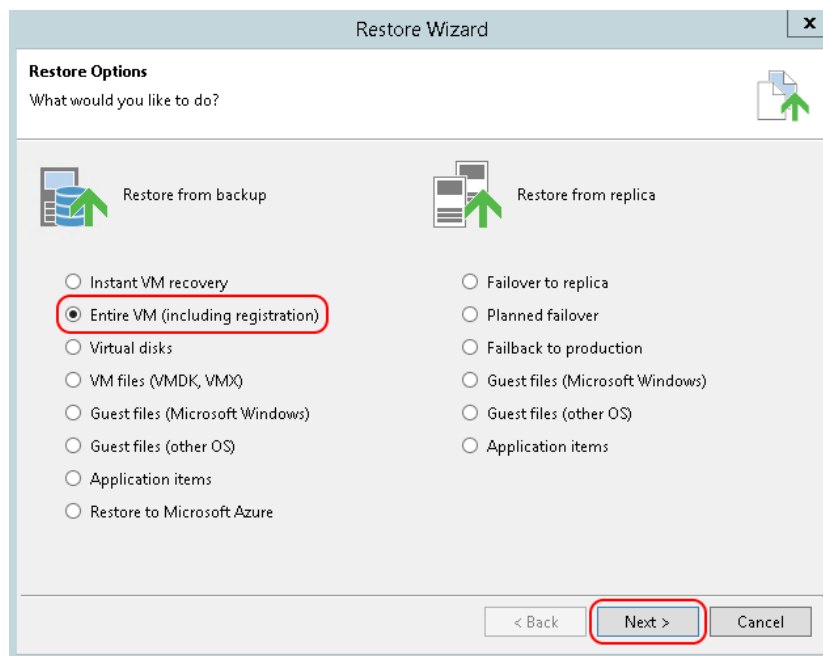 Restore Wizard
x
Restore Options
What would you like to do?
Restore from backup
Instant VM recovery
Entire VM (including registration)
Virtual disks
VM files (VMDK, VMX)
Guest files (Microsoft Windows)
Guest files (other OS)
Application items
Restore to Microsoft Azure
Restore from replica
Failover to replica
Planned failover
Failback to production
Guest files (Microsoft Windows)
Guest files (other OS)
Application items
< Back
Next >
Cancel